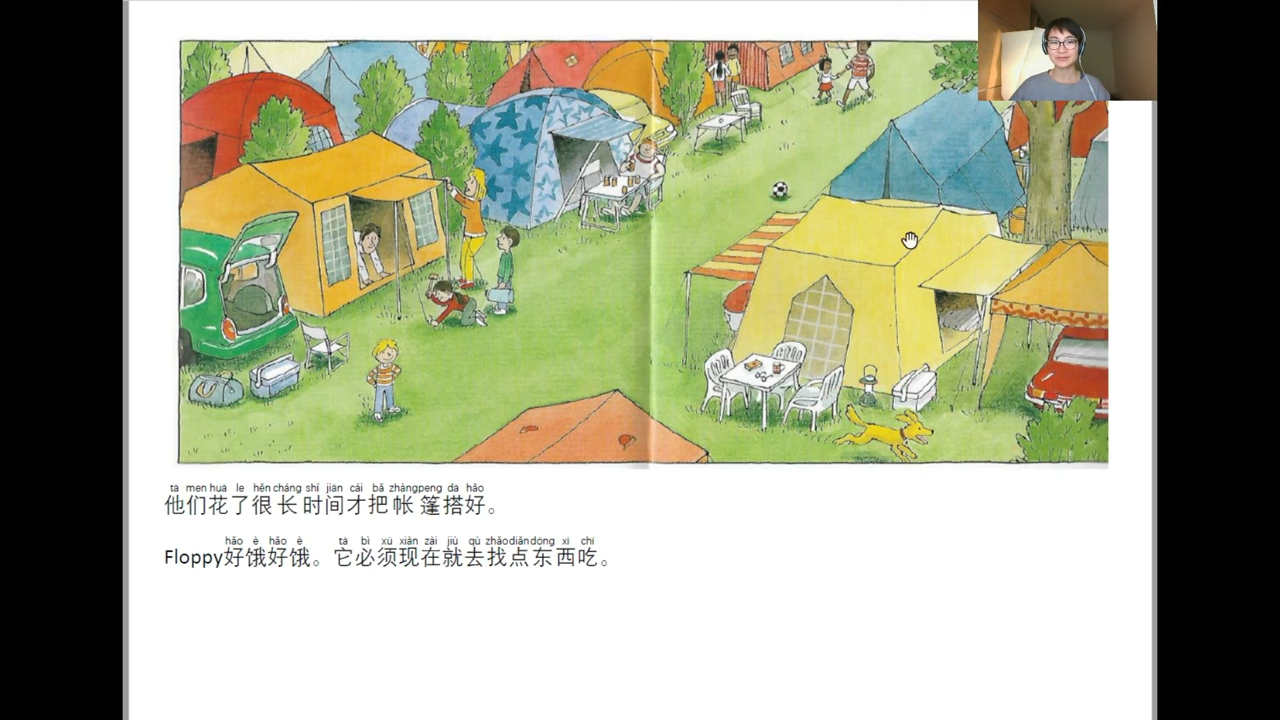 tā men huā le hěn cháng shí jiān cái bǎ zhàngpeng dā hǎo
他们花了很长时间才把帐篷搭好。
hǎo è hǎo è tā bì xū xiàn zài jiù qù zhǎodiǎndōng xi chī
Floppy好饿好饿。它必须现在就去找点东西吃。